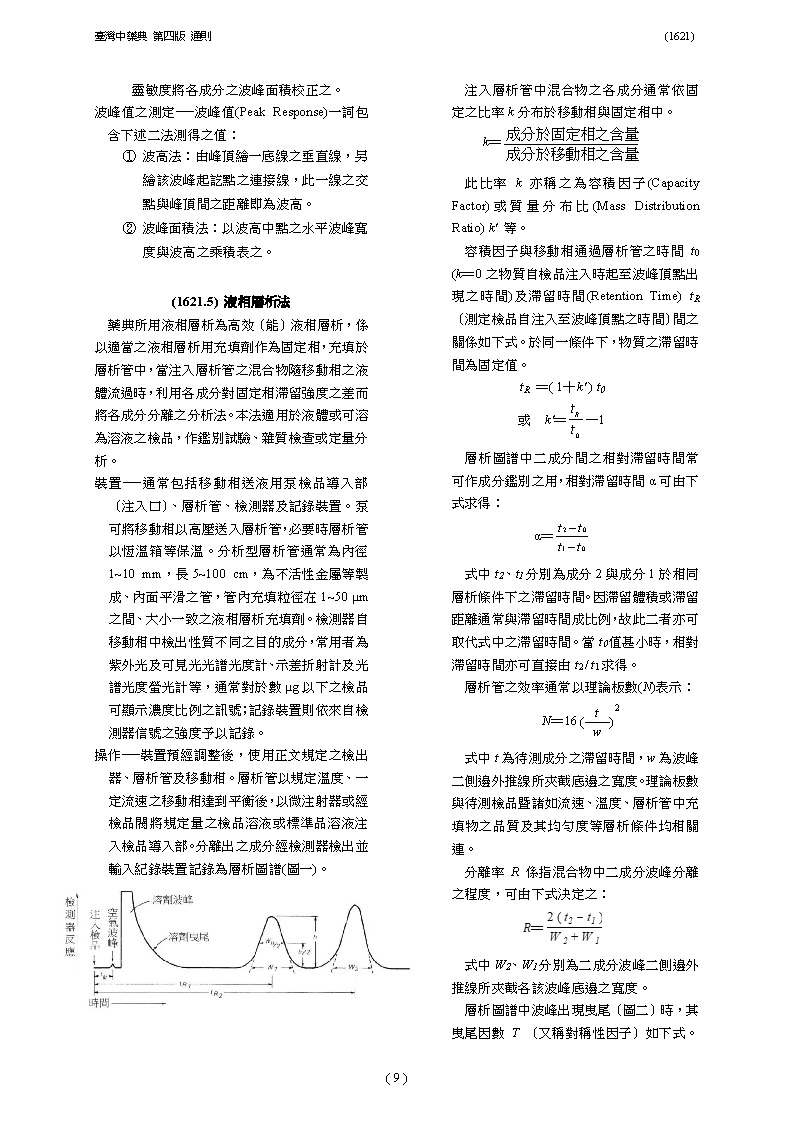 臺灣中藥典 第四版 通則
(1621)
靈敏度將各成分之波峰面積校正之。
波峰值之測定──波峰值(Peak Response)一詞包
含下述二法測得之值：
① 波高法：由峰頂繪一底線之垂直線，另
繪該波峰起訖點之連接線，此一線之交
點與峰頂間之距離即為波高。
② 波峰面積法：以波高中點之水平波峰寬
度與波高之乘積表之。
(1621.5) 液相層析法
藥典所用液相層析為高效〔能〕液相層析，係
以適當之液相層析用充填劑作為固定相，充填於
層析管中，當注入層析管之混合物隨移動相之液
體流過時，利用各成分對固定相滯留強度之差而
將各成分分離之分析法。本法適用於液體或可溶
為溶液之檢品，作鑑別試驗、雜質檢查或定量分
析。
裝置──通常包括移動相送液用泵檢品導入部
〔注入口〕、層析管、檢測器及記錄裝置。泵
可將移動相以高壓送入層析管，必要時層析管
以恆溫箱等保溫。分析型層析管通常為內徑
1~10 mm，長 5~100 cm，為不活性金屬等製
成、內面平滑之管，管內充填粒徑在 1~50 μm
之間、大小一致之液相層析充填劑。檢測器自
移動相中檢出性質不同之目的成分，常用者為
紫外光及可見光光譜光度計、示差折射計及光
譜光度螢光計等，通常對於數 μg 以下之檢品
可顯示濃度比例之訊號；記錄裝置則依來自檢
測器信號之強度予以記錄。
操作──裝置預經調整後，使用正文規定之檢出
器、層析管及移動相。層析管以規定溫度、一
定流速之移動相達到平衡後，以微注射器或經
檢品閥將規定量之檢品溶液或標準品溶液注
入檢品導入部。分離出之成分經檢測器檢出並
輸入紀錄裝置記錄為層析圖譜(圖一)。
檢測器反應
注入檢品
空氣波峰
溶劑波峰
溶劑曳尾
W1/2
h/2
h
W1
W2
t0
tR1
tR2
時間
注入層析管中混合物之各成分通常依固
定之比率 k 分布於移動相與固定相中。
k=成分於固定相之含量/成分於移動相之含量
此比率 k 亦稱之為容積因子(Capacity
Factor) 或質量分布比(Mass Distribution
Ratio) k′ 等。
容積因子與移動相通過層析管之時間 t0
(k=0 之物質自檢品注入時起至波峰頂點出
現之時間)及滯留時間(Retention Time) tR
〔測定檢品自注入至波峰頂點之時間〕間之
關係如下式。於同一條件下，物質之滯留時
間為固定值。
tR =( 1＋k′) t0
或 k′=tR/t0 －1
層析圖譜中二成分間之相對滯留時間常
可作成分鑑別之用，相對滯留時間 α 可由下
式求得：
α=t2－t0/t1－t0
式中 t2、t1 分別為成分 2 與成分 1 於相同
層析條件下之滯留時間。因滯留體積或滯留
距離通常與滯留時間成比例，故此二者亦可
取代式中之滯留時間。當 t0值甚小時，相對
滯留時間亦可直接由 t2/ t1求得。
層析管之效率通常以理論板數(N)表示：
N=16 (t/w)2
式中 t 為待測成分之滯留時間，w 為波峰
二側邊外推線所夾截底邊之寬度。理論板數
與待測檢品暨諸如流速、溫度、層析管中充
填物之品質及其均勻度等層析條件均相關
連。
分離率 R 係指混合物中二成分波峰分離
之程度，可由下式決定之：
R=2 ( t2 － t1 )/W2 + W1
式中 W2、W1分別為二成分波峰二側邊外
推線所夾截各該波峰底邊之寬度。
層析圖譜中波峰出現曳尾〔圖二〕時，其
曳尾因數 T 〔又稱對稱性因子〕如下式。
( 9 )